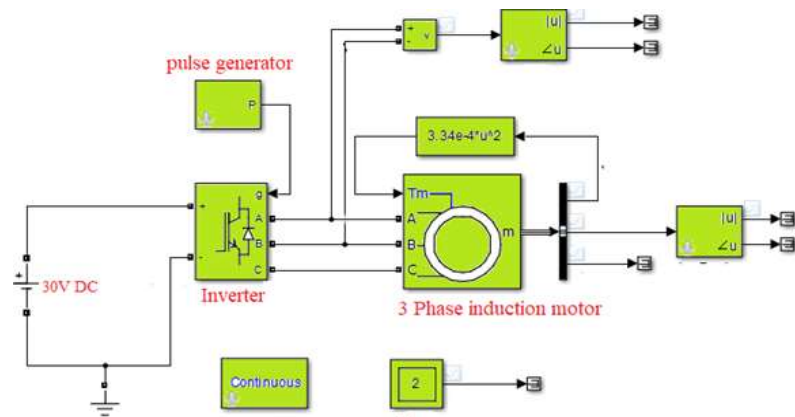 +
-
v
|u|
∠u
pulse generator
P
3.34e-4*u^2
g
+
A
-
B
C
Tm
A
B
C
m
|u|
∠u
+
30V DC
Inverter
3 Phase induction motor
Continuous
2